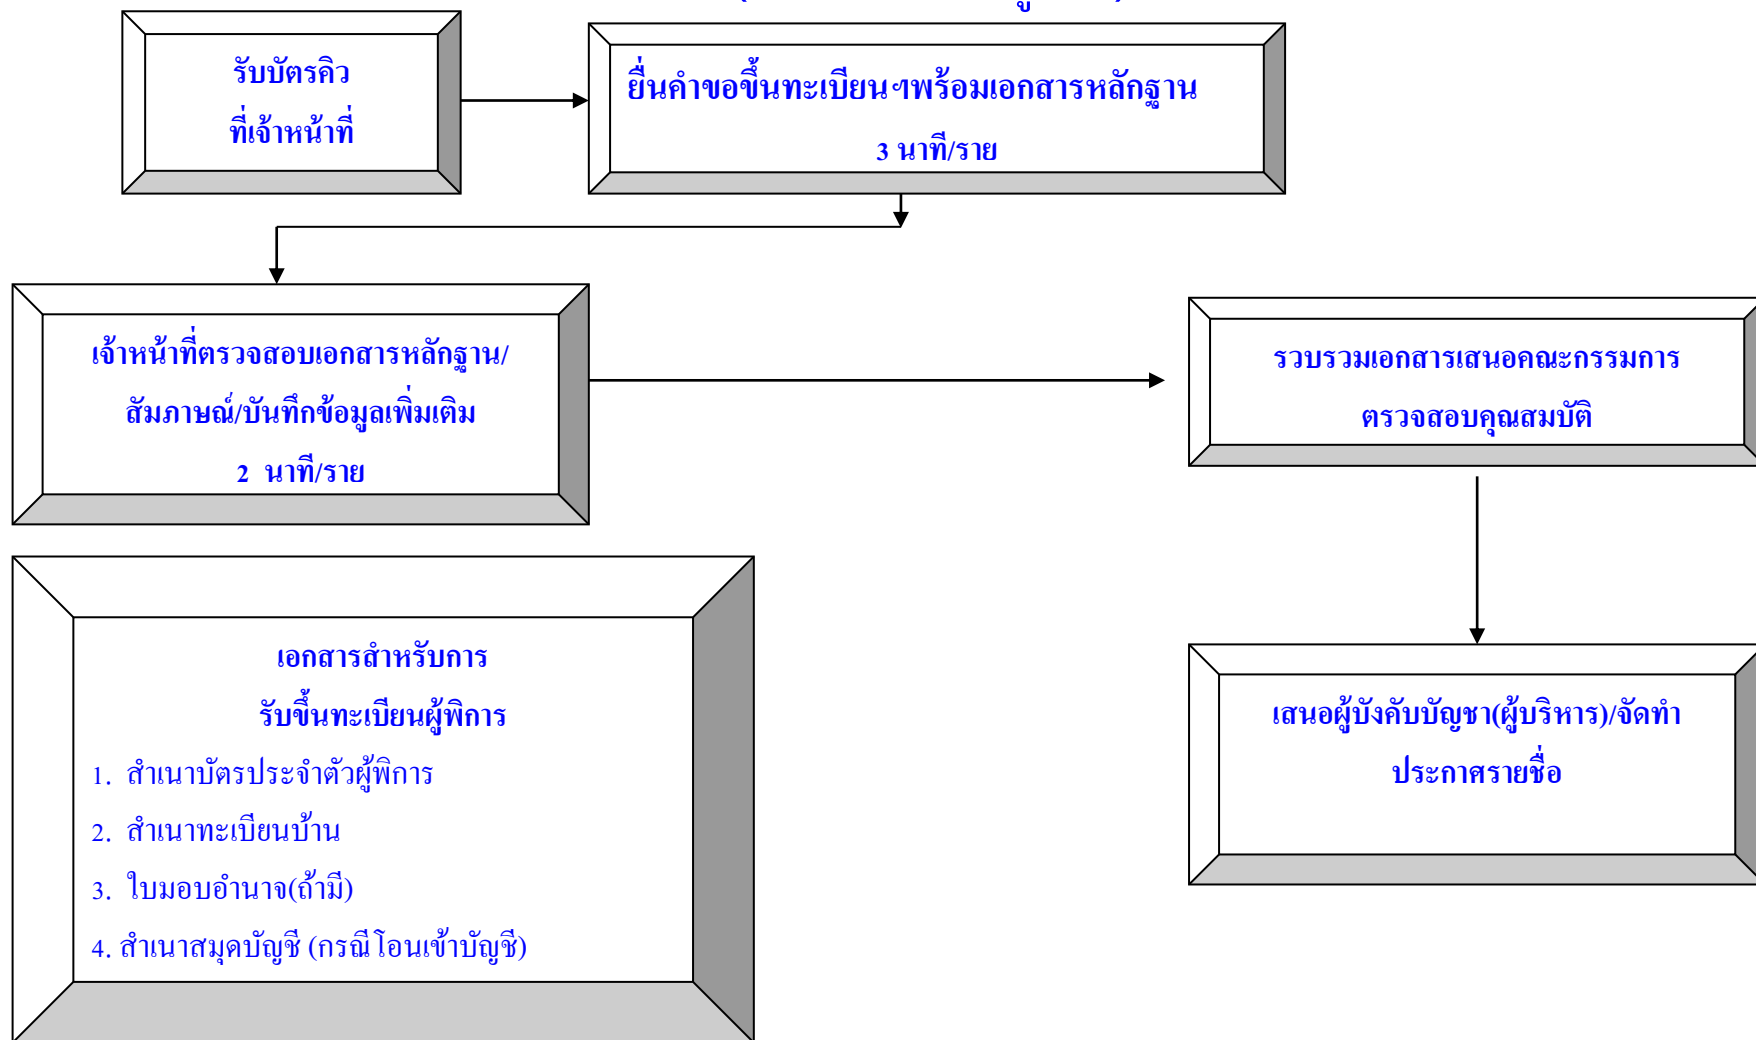 รับบัตรคิว
ที่เจ้าหน้าที่
ยื่นคำขอขึ้นทะเบียนฯพร้อมเอกสารหลักฐาน
3 นาที/ราย
เจ้าหน้าที่ตรวจสอบเอกสารหลักฐาน/
สัมภาษณ์/บันทึกข้อมูลเพิ่มเติม
2 นาที/ราย
รวบรวมเอกสารเสนอคณะกรรมการ
ตรวจสอบคุณสมบัติ
เสนอผู้บังคับบัญชา(ผู้บริหาร)/จัดทำ
ประกาศรายชื่อ
เอกสารสำหรับการ
รับขึ้นทะเบียนผู้พิการ
1. สำเนาบัตรประจำตัวผู้พิการ
2. สำเนาทะเบียนบ้าน
3. ใบมอบอำนาจ(ถ้ามี)
4. สำเนาสมุดบัญชี (กรณีโอนเข้าบัญชี)